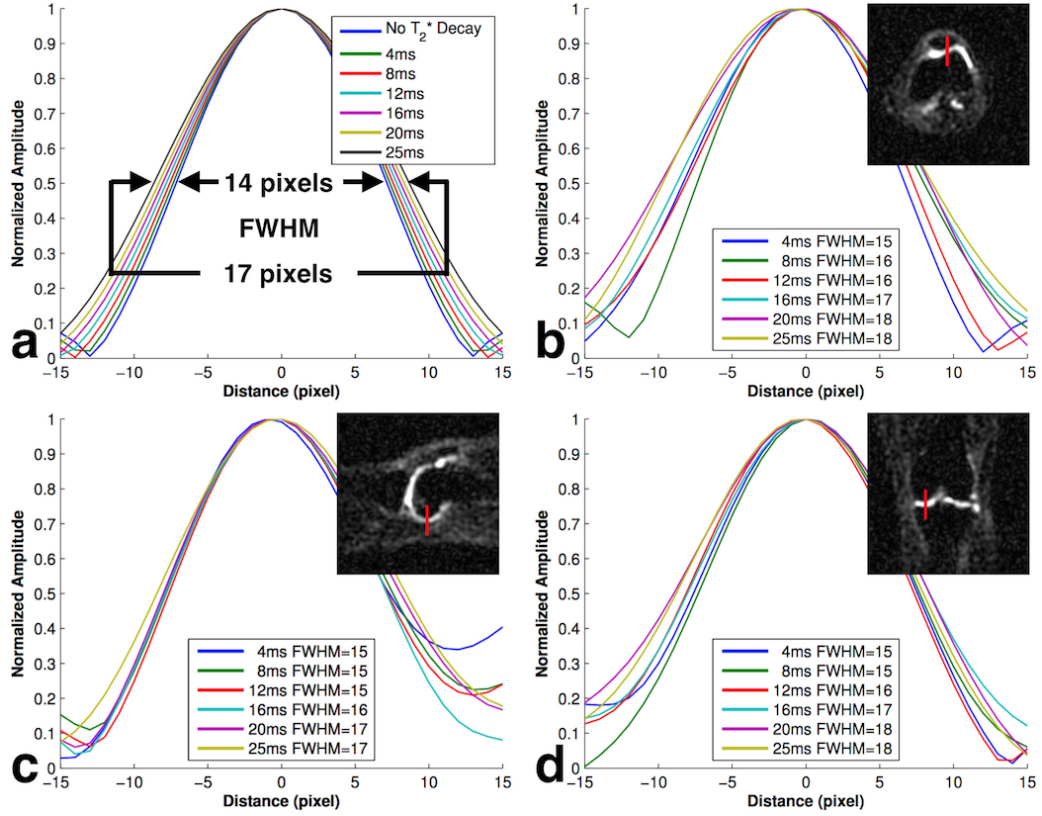 No T2* Decay
4ms
8ms
12ms
16ms
20ms
25ms
14 pixels
FWHM
17 pixels
Normalized Amplitude
1
0.9
0.8
0.7
0.6
0.5
0.4
0.3
0.2
0.1
0
−15 −10 −5 0 5 10 15
Distance (pixel)
a
4ms FWHM=15
8ms FWHM=16
12ms FWHM=16
16ms FWHM=17
20ms FWHM=18
25ms FWHM=18
Normalized Amplitude
1
0.9
0.8
0.7
0.6
0.5
0.4
0.3
0.2
0.1
0
−15 −10 −5 0 5 10 15
Distance (pixel)
b
4ms FWHM=15
8ms FWHM=15
12ms FWHM=15
16ms FWHM=16
20ms FWHM=17
25ms FWHM=17
Normalized Amplitude
1
0.9
0.8
0.7
0.6
0.5
0.4
0.3
0.2
0.1
0
−15 −10 −5 0 5 10 15
Distance (pixel)
c
4ms FWHM=15
8ms FWHM=15
12ms FWHM=16
16ms FWHM=17
20ms FWHM=18
25ms FWHM=18
Normalized Amplitude
1
0.9
0.8
0.7
0.6
0.5
0.4
0.3
0.2
0.1
0
−15 −10 −5 0 5 10 15
Distance (pixel)
d